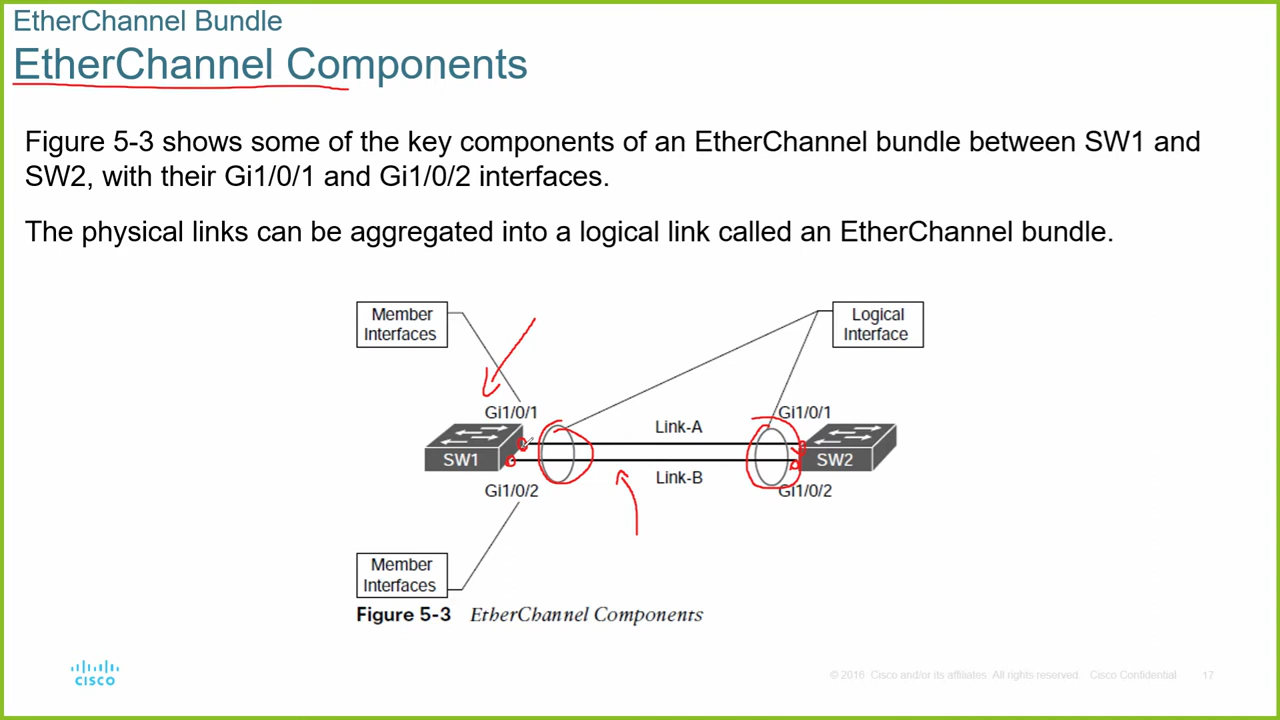 EtherChannel Bundle
EtherChannel Components
Figure 5-3 shows some of the key components of an EtherChannel bundle between SW1 and
SW2, with their Gi1/0/1 and Gi1/0/2 interfaces.
The physical links can be aggregated into a logical link called an EtherChannel bundle.
Member
Interfaces
Logical
Interface
Gi1/0/1
Gi1/0/1
Link-A
SW1
SW2
Link-B
Gi1/0/2
Gi1/0/2
Member
Interfaces
Figure 5-3 EtherChannel Components
CISCO
© 2016 Cisco and/or its affiliates. All rights reserved. Cisco Confidential
17